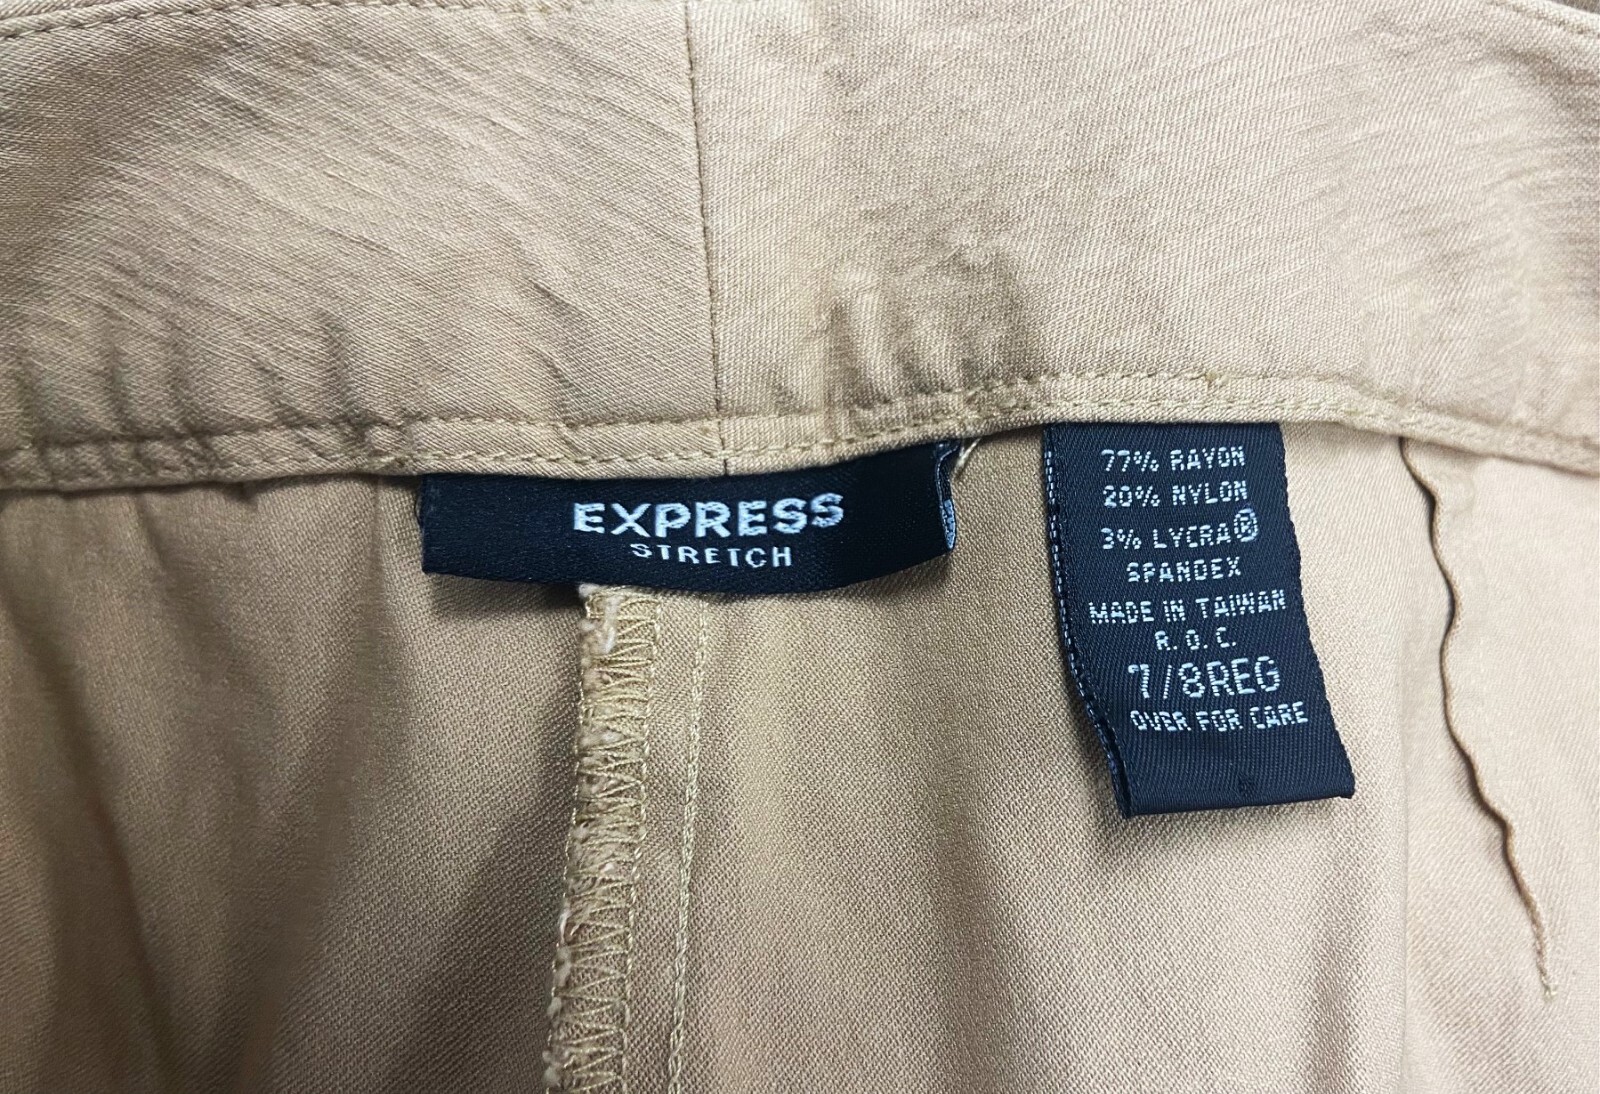 EXPRESS
STRETCH
77% RAYON
20% NYLON
3% LYCRA®
SPANDEX
MADE IN TAIWAN
R.O.C.
7/8REG
OVER FOR CARE